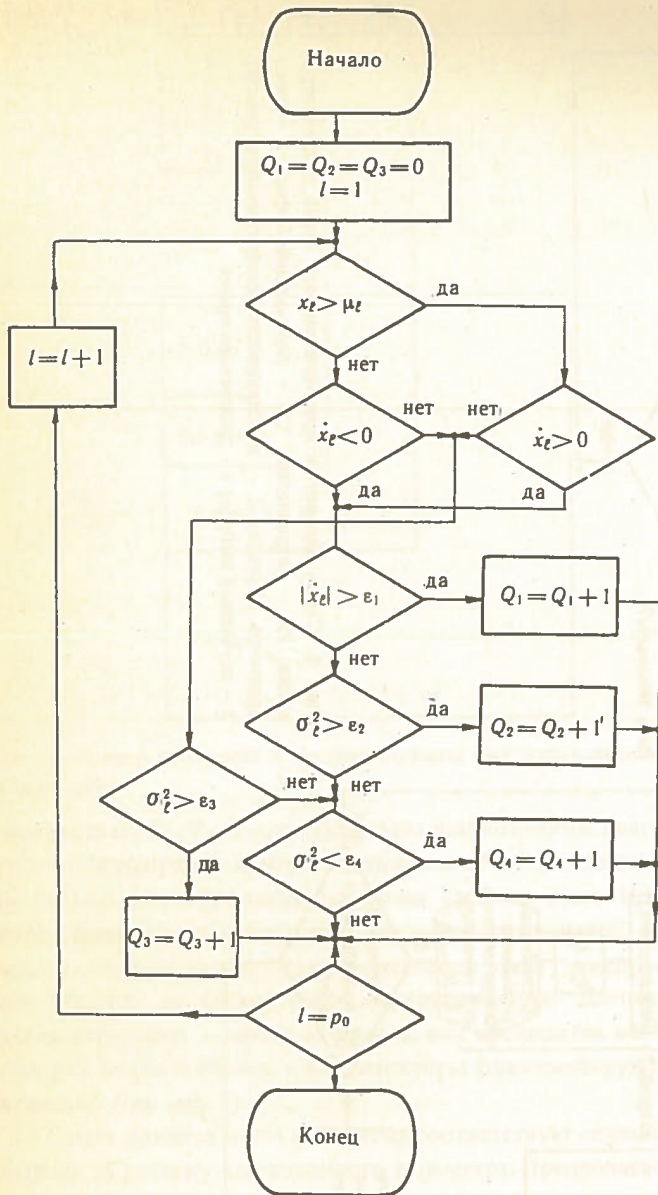 Начало
Q₁ = Q₂ = Q₃ = 0
l = 1
xℓ > μℓ
да
l = l + 1
нет
ẋℓ < 0
нет
нет
ẋℓ > 0
да
да
|ẋℓ| > ε₁
да
Q₁ = Q₁ + 1
нет
σℓ² > ε₂
да
Q₂ = Q₂ + 1'
σℓ² > ε₃
нет
нет
да
σℓ² < ε₄
да
Q₄ = Q₄ + 1
Q₃ = Q₃ + 1
нет
l = p₀
Конец